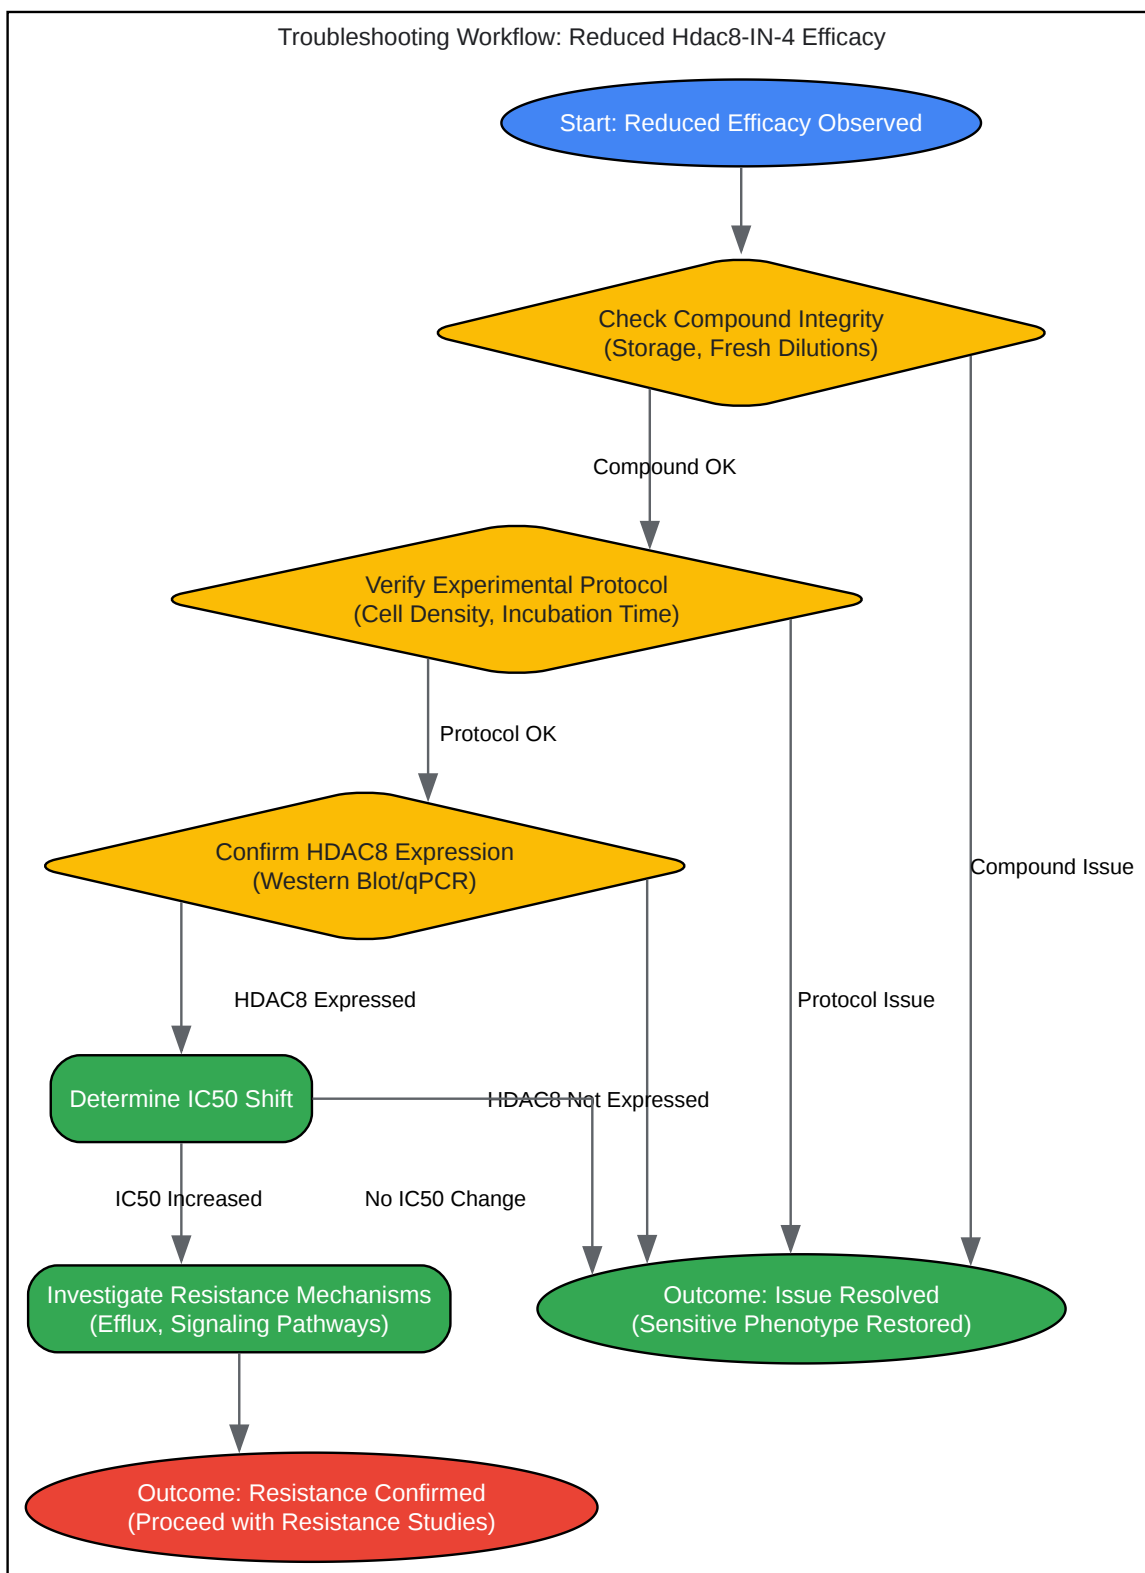 Troubleshooting Workflow: Reduced Hdac8-IN-4 Efficacy
Start: Reduced Efficacy Observed
Check Compound Integrity
(Storage, Fresh Dilutions)
Compound OK
Verify Experimental Protocol
(Cell Density, Incubation Time)
Protocol OK
Confirm HDAC8 Expression
(Western Blot/qPCR)
Compound Issue
HDAC8 Expressed
Protocol Issue
Determine IC50 Shift
HDAC8 Not Expressed
IC50 Increased
No IC50 Change
Investigate Resistance Mechanisms
(Efflux, Signaling Pathways)
Outcome: Issue Resolved
(Sensitive Phenotype Restored)
Outcome: Resistance Confirmed
(Proceed with Resistance Studies)